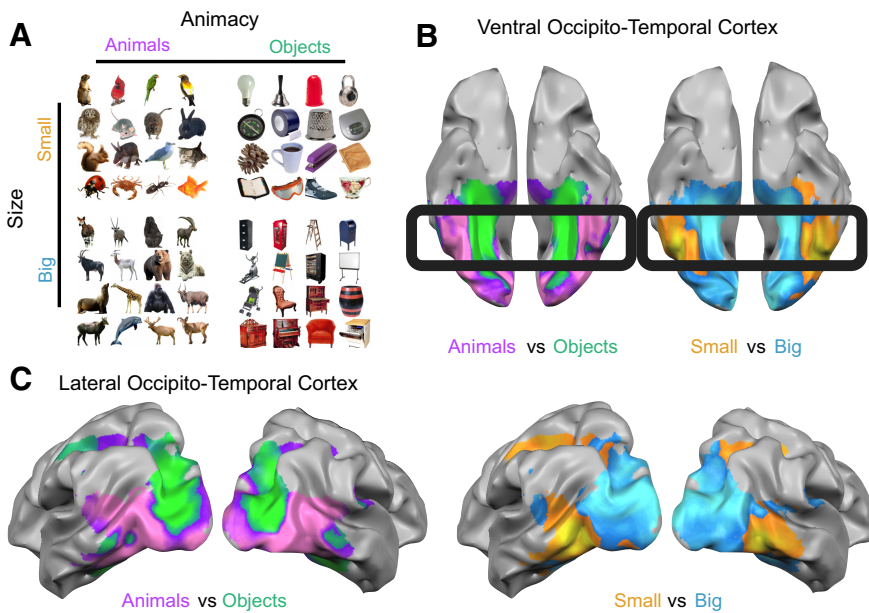 A
Animacy
Animals Objects
Size
Small
Big
B
Ventral Occipito-Temporal Cortex
Animals vs Objects
Small vs Big
C
Lateral Occipito-Temporal Cortex
Animals vs Objects
Small vs Big